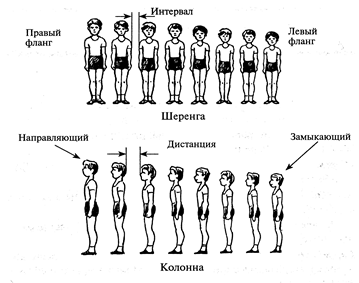 Интервал
Правый
фланг
Левый
фланг
Шеренга
Направляющий
Дистанция
Замыкающий
Колонна